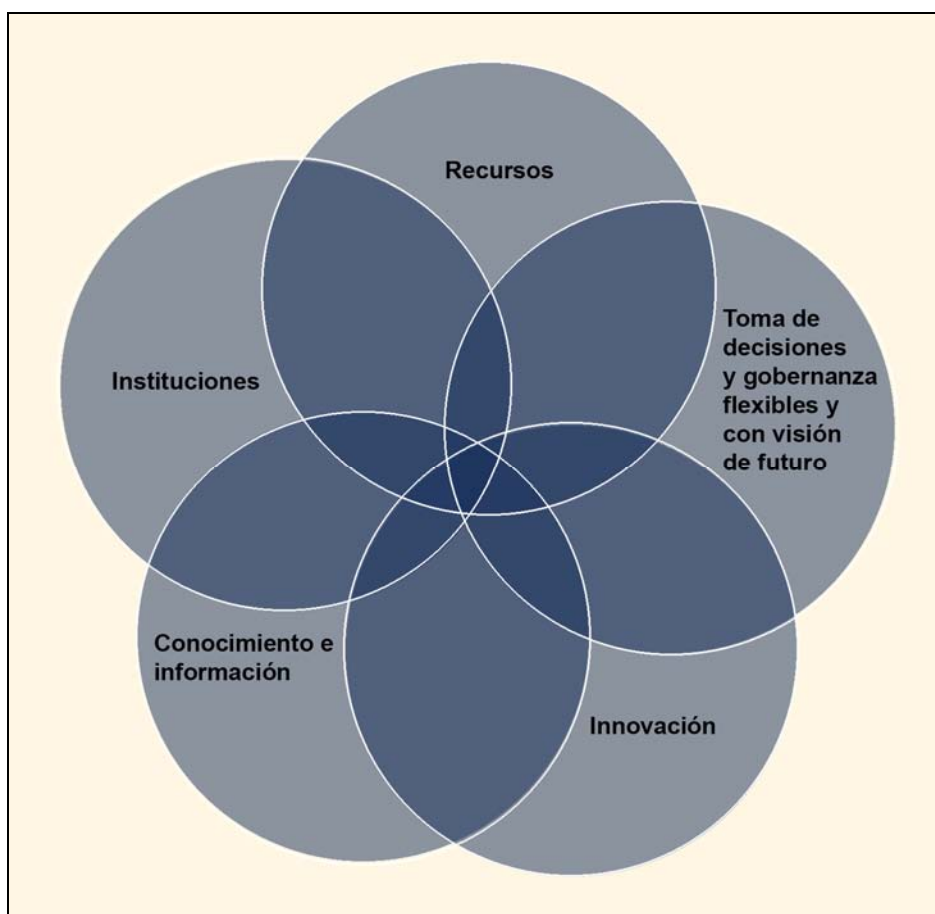 Recursos
Toma de
decisiones
y gobernanza
flexibles y
con visión
de futuro
Instituciones
Conocimiento e
información
Innovación